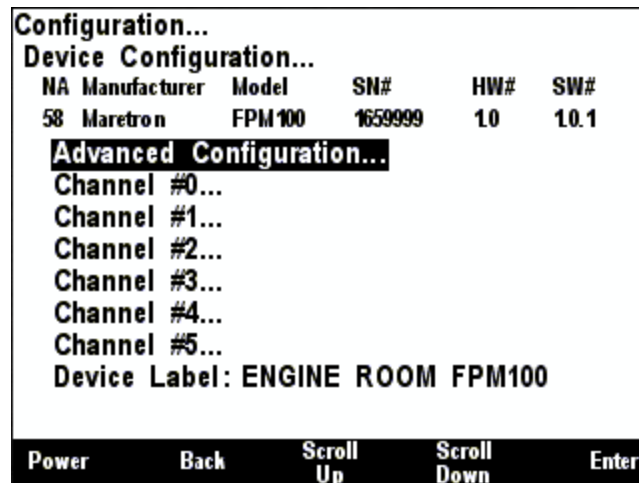 Configuration...
Device Configuration...
NA Manufacturer Model SN# HW# SW#
58 Maretron FPM100 1659999 1.0 1.0.1
Advanced Configuration...
Channel #0...
Channel #1...
Channel #2...
Channel #3...
Channel #4...
Channel #5...
Device Label: ENGINE ROOM FPM100
Power Back Scroll Up Scroll Down Enter